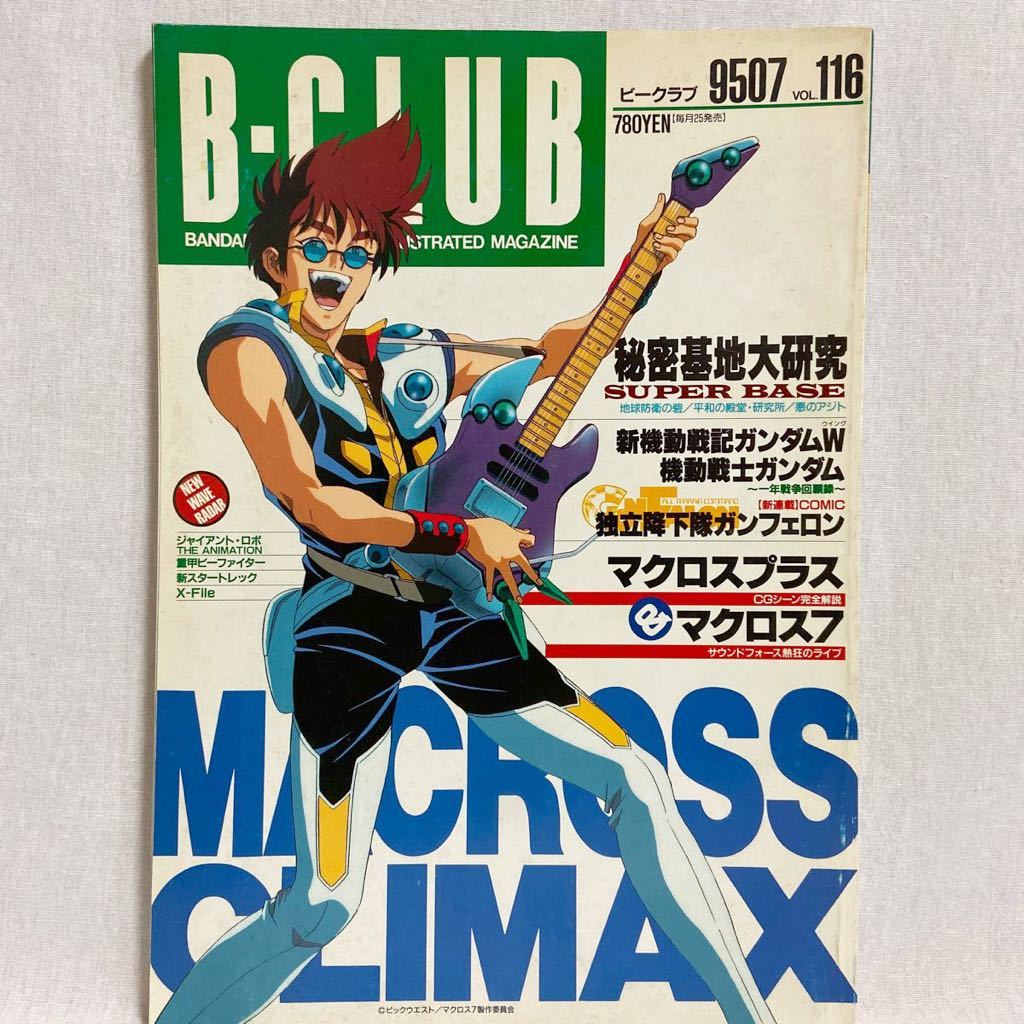 B-CLUB
BANDAI STRATED MAGAZINE
ビークラブ 9507 VOL.116
780YEN【毎月25発売】
秘密基地大研究
SUPER BASE
地球防衛の砦/平和の殿堂・研究所/悪のアジト
ウイング
新機動戦記ガンダムW
機動戦士ガンダム
〜一年戦争回顧録〜
ALL TERRAIN COMMAND
【新連載】COMIC
独立降下隊ガンフェロン
マクロスプラス
CGシーン完全解説
マクロス7
サウンドフォース熱狂のライブ
NEW
WAVE
RADAR
ジャイアント・ロボ
THE ANIMATION
重甲ビーファイター
新スタートレック
X-File
MACROSS
CLIMAX
©ビックウエスト/マクロス7製作委員会